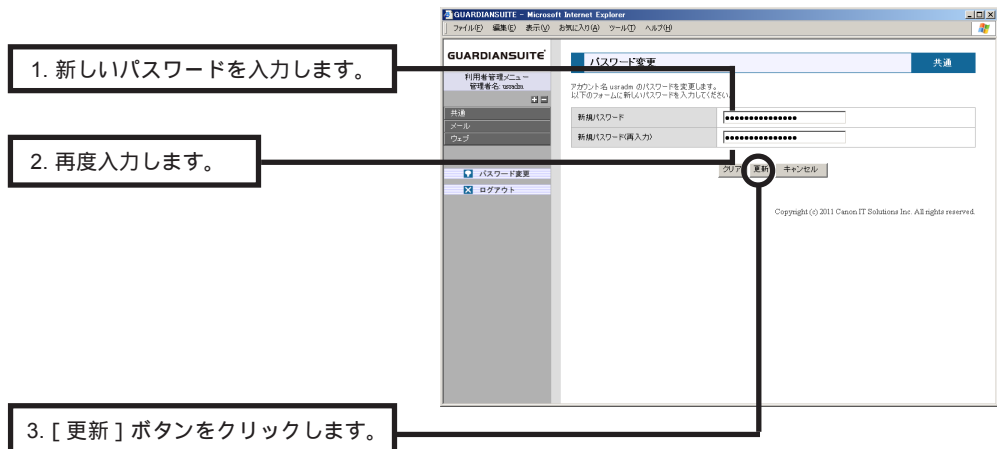 GUARDIANSUITE - Microsoft Internet Explorer
ファイル(F) 編集(E) 表示(V) お気に入り(A) ツール(T) ヘルプ(H)
1. 新しいパスワードを入力します。
GUARDIANSUITE
利用者管理メニュー
管理者名: usradm
共通
メール
ウェブ
パスワード変更
ログアウト
パスワード変更
共通
アカウント名 usradm のパスワードを変更します。
以下のフォームに新しいパスワードを入力してください。
新規パスワード
新規パスワード(再入力)
2. 再度入力します。
クリア 更新 キャンセル
Copyright (c) 2011 Canon IT Solutions Inc. All rights reserved.
3. [ 更新 ] ボタンをクリックします。